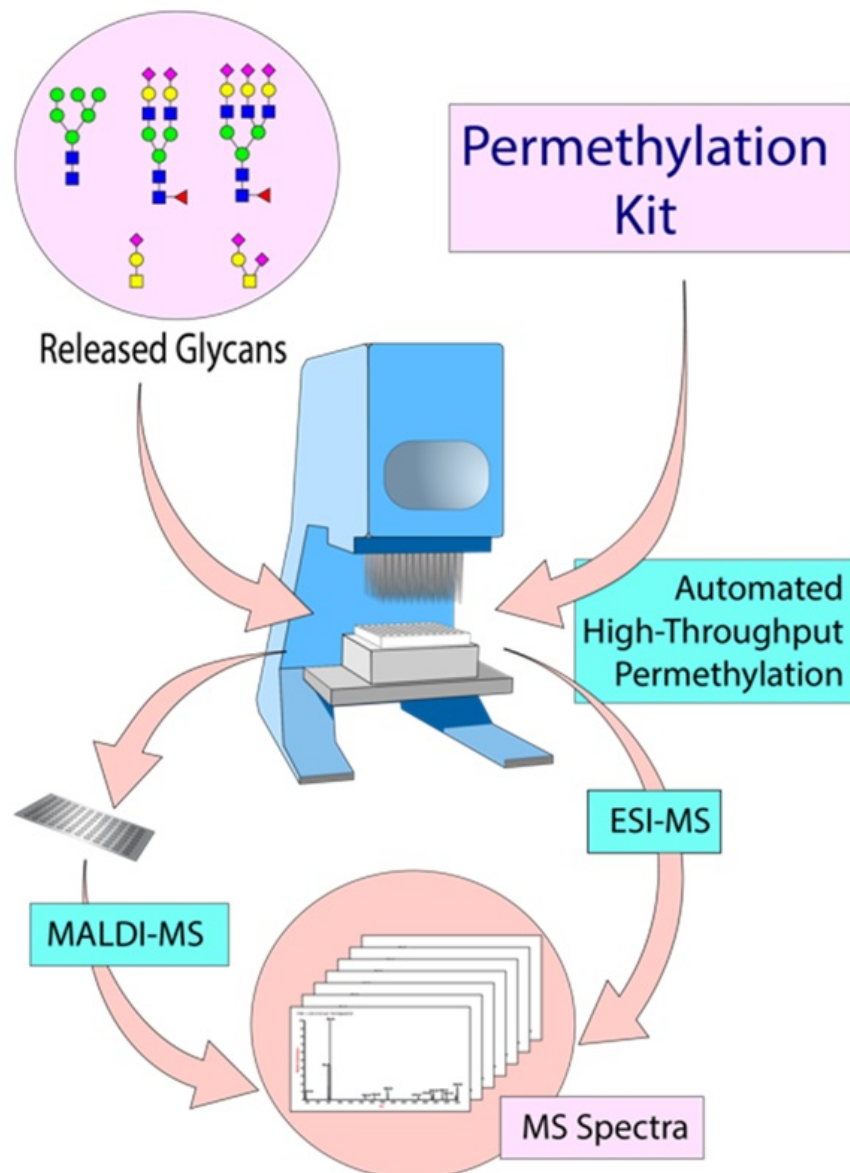 Permethylation
Kit
Released Glycans
Automated
High-Throughput
Permethylation
ESI-MS
MALDI-MS
MS Spectra